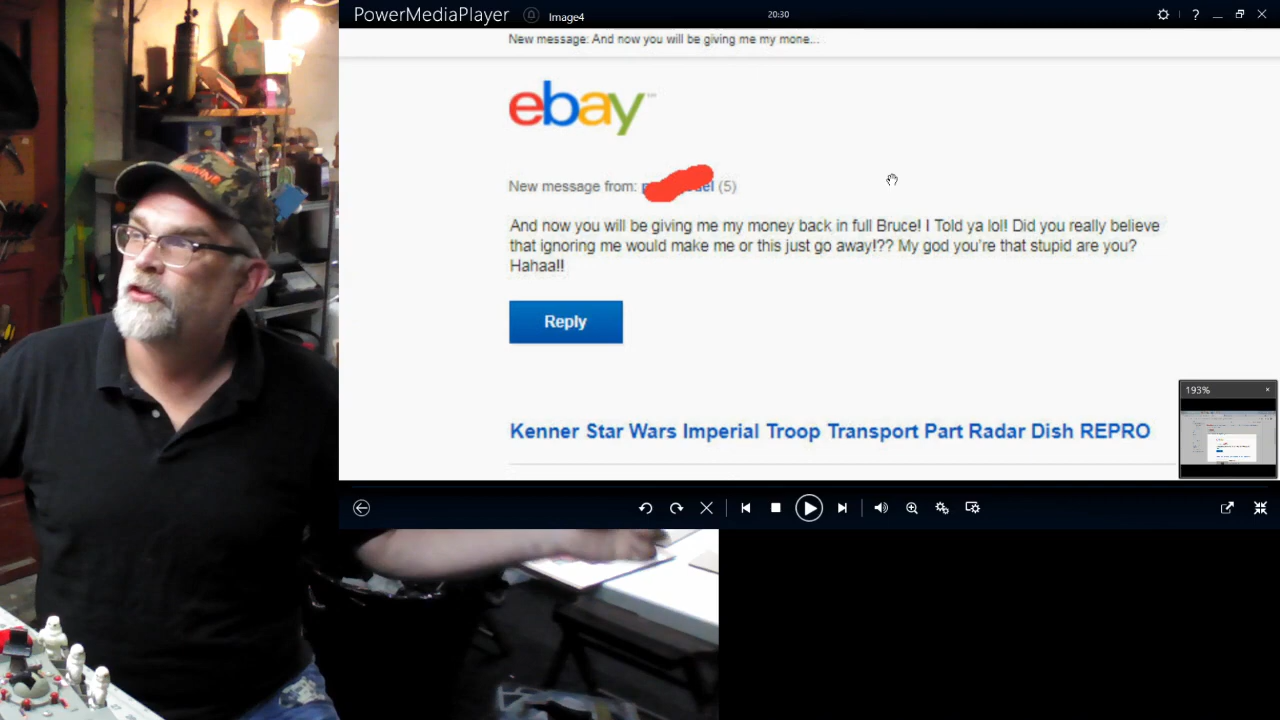 PowerMediaPlayer
Image4
20:30
New message: And now you will be giving me my mone...
ebay
New message from: (5)
And now you will be giving me my money back in full Bruce! I Told ya lol! Did you really believe
that ignoring me would make me or this just go away!?? My god you're that stupid are you?
Hahaa!!
Reply
193%
Kenner Star Wars Imperial Troop Transport Part Radar Dish REPRO